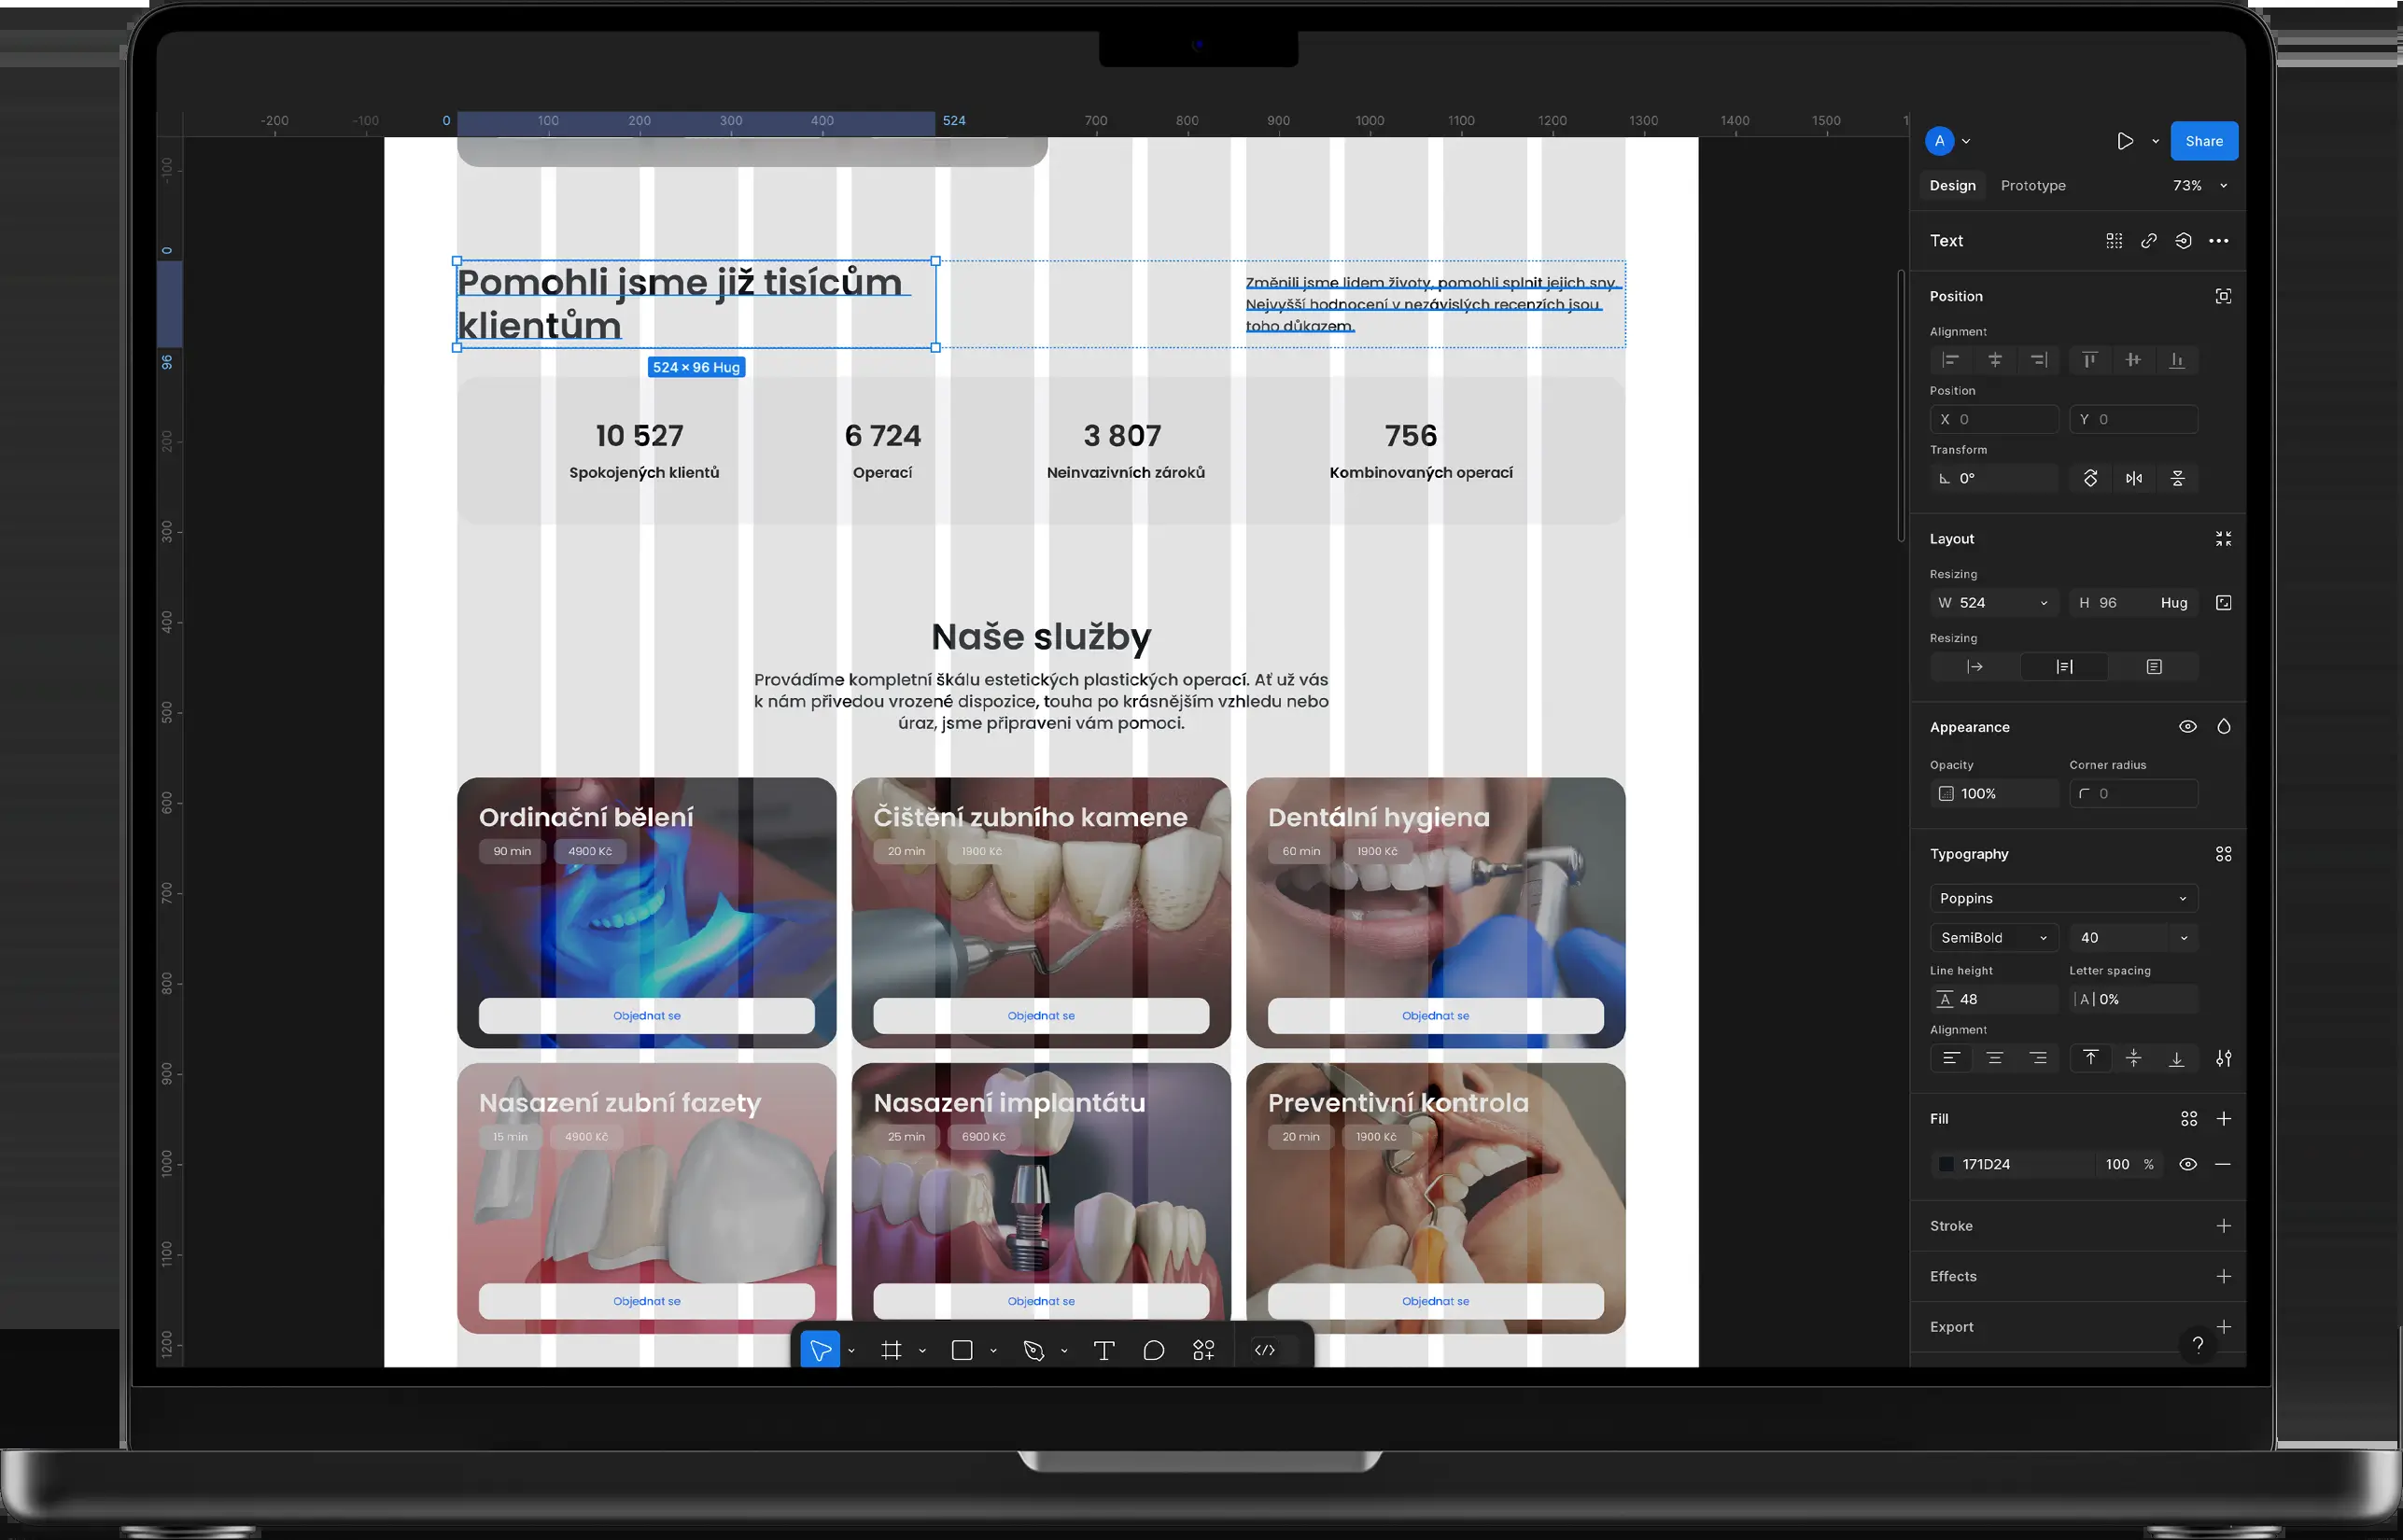 -200 -100 0 100 200 300 400 524 700 800 900 1000 1100 1200 1300 1400 1500
-100
0
96
200
300
400
500
600
700
800
900
1000
1100
1200
Pomohli jsme již tisícům
klientům
524 × 96 Hug
Změnili jsme lidem životy, pomohli splnit jejich sny.
Nejvyšší hodnocení v nezávislých recenzích jsou
toho důkazem.
10 527
Spokojených klientů
6 724
Operací
3 807
Neinvazivních zároků
756
Kombinovaných operací
Naše služby
Provádíme kompletní škálu estetických plastických operací. Ať už vás
k nám přivedou vrozené dispozice, touha po krásnějším vzhledu nebo
úraz, jsme připraveni vám pomoci.
Ordinační bělení
90 min 4900 Kč
Objednat se
Čištění zubního kamene
20 min 1900 Kč
Objednat se
Dentální hygiena
60 min 1900 Kč
Objednat se
Nasazení zubní fazety
15 min 4900 Kč
Objednat se
Nasazení implantátu
25 min 6900 Kč
Objednat se
Preventivní kontrola
20 min 1900 Kč
Objednat se
A Share
Design Prototype 73%
Text
Position
Alignment
Position
X 0 Y 0
Transform
0°
Layout
Resizing
W 524 H 96 Hug
Resizing
Appearance
Opacity Corner radius
100% 0
Typography
Poppins
SemiBold 40
Line height Letter spacing
A 48 |A| 0%
Alignment
Fill
171D24 100 %
Stroke
Effects
Export
?